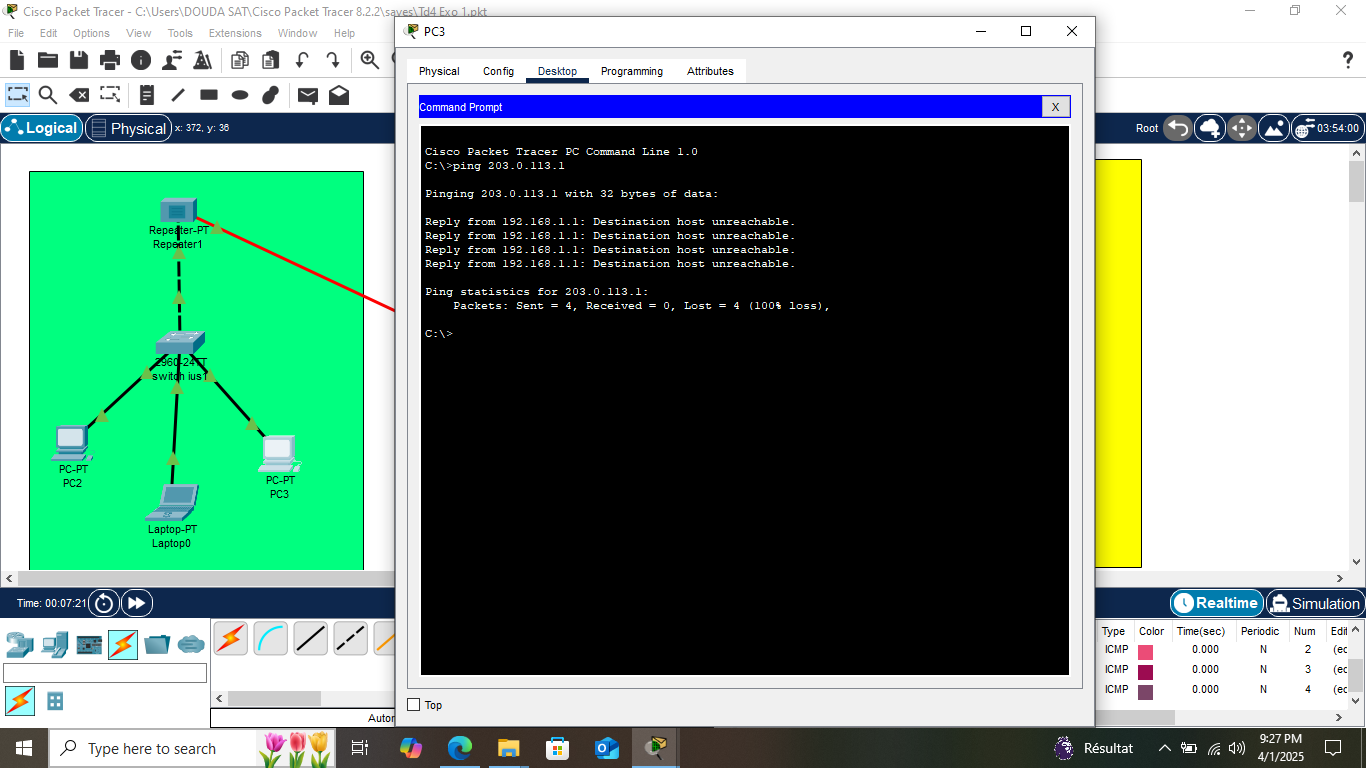 Cisco Packet Tracer - C:\Users\DOUDA SAT\Cisco Packet Tracer 8.2.2\saves\Td4 Exo 1.pkt
File Edit Options View Tools Extensions Window Help
Logical
Physical
x: 372, y: 36
Root
03:54:00
PC3
Physical Config Desktop Programming Attributes
Command Prompt
X
Cisco Packet Tracer PC Command Line 1.0
C:\>ping 203.0.113.1
Pinging 203.0.113.1 with 32 bytes of data:
Reply from 192.168.1.1: Destination host unreachable.
Reply from 192.168.1.1: Destination host unreachable.
Reply from 192.168.1.1: Destination host unreachable.
Reply from 192.168.1.1: Destination host unreachable.
Ping statistics for 203.0.113.1:
Packets: Sent = 4, Received = 0, Lost = 4 (100% loss),
C:\>
Top
Repeater-PT
Repeater1
2960-24TT
switch ius1
PC-PT
PC2
PC-PT
PC3
Laptop-PT
Laptop0
Time: 00:07:21
Realtime
Simulation
Type Color Time(sec) Periodic Num
ICMP 0.000 N 2
ICMP 0.000 N 3
ICMP 0.000 N 4
Type here to search
Résultat
9:27 PM
4/1/2025